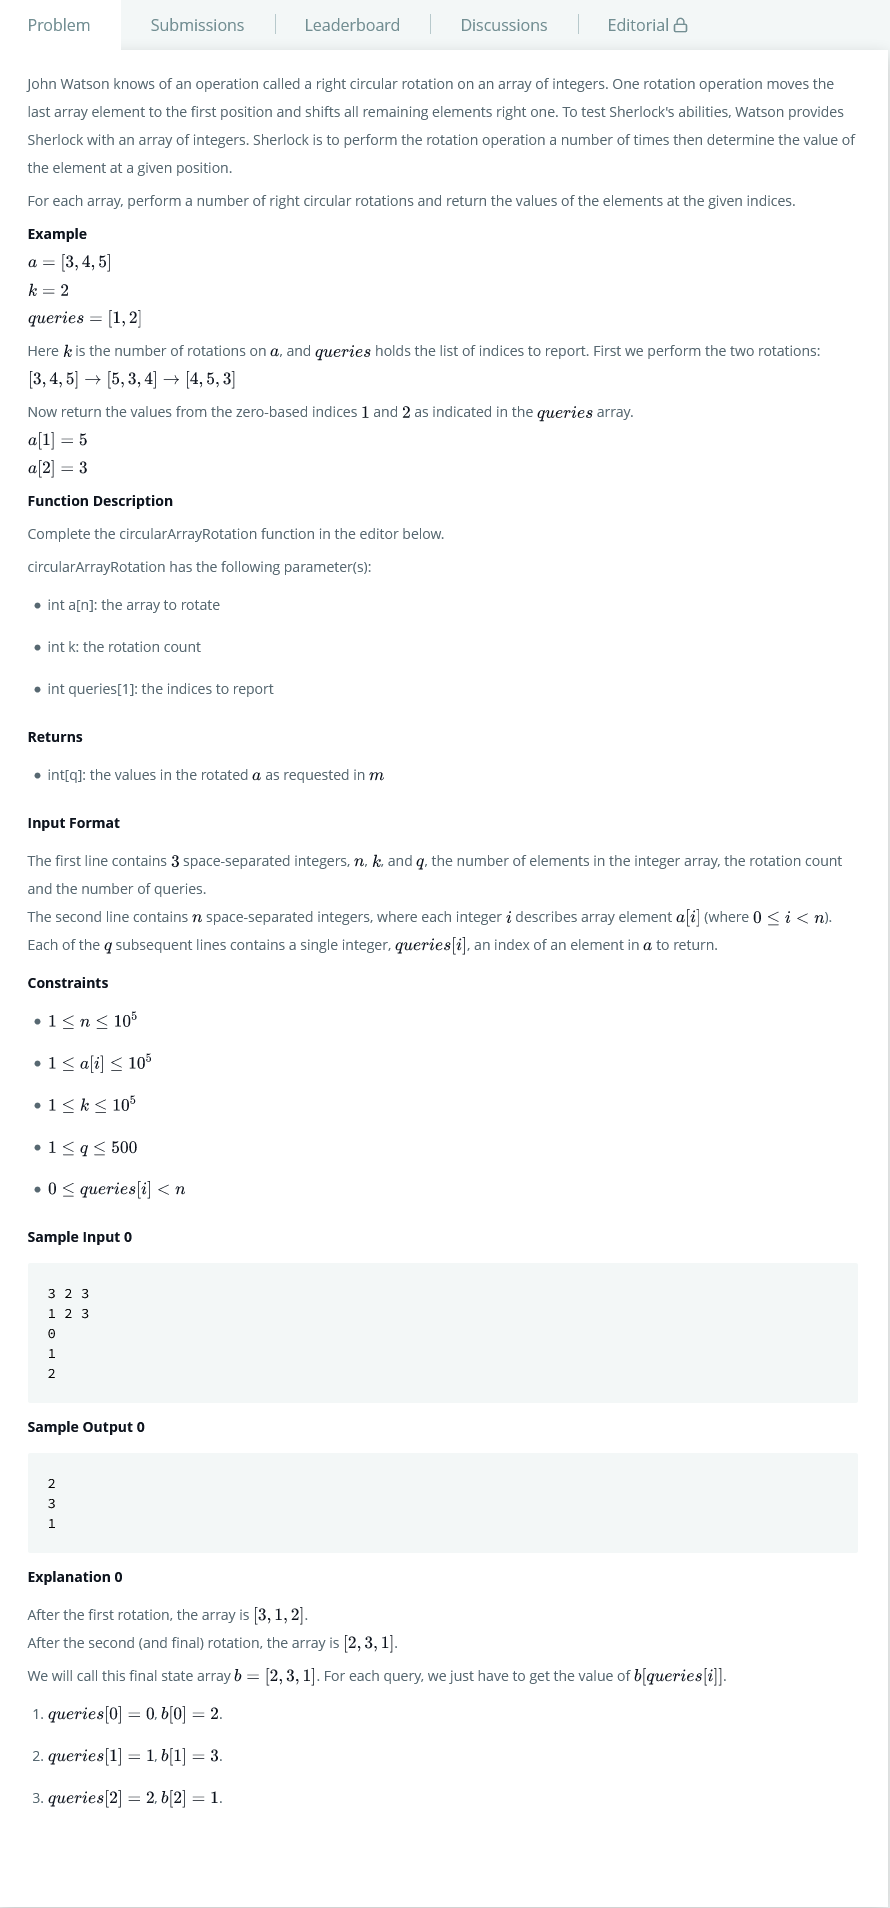 Problem
Submissions
Leaderboard
Discussions
Editorial
John Watson knows of an operation called a right circular rotation on an array of integers. One rotation operation moves the
last array element to the first position and shifts all remaining elements right one. To test Sherlock's abilities, Watson provides
Sherlock with an array of integers. Sherlock is to perform the rotation operation a number of times then determine the value of
the element at a given position.
For each array, perform a number of right circular rotations and return the values of the elements at the given indices.
Example
a = [3, 4, 5]
k = 2
queries = [1, 2]
Here k is the number of rotations on a, and queries holds the list of indices to report. First we perform the two rotations:
[3, 4, 5] → [5, 3, 4] → [4, 5, 3]
Now return the values from the zero-based indices 1 and 2 as indicated in the queries array.
a[1] = 5
a[2] = 3
Function Description
Complete the circularArrayRotation function in the editor below.
circularArrayRotation has the following parameter(s):
• int a[n]: the array to rotate
• int k: the rotation count
• int queries[1]: the indices to report
Returns
• int[q]: the values in the rotated a as requested in m
Input Format
The first line contains 3 space-separated integers, n, k, and q, the number of elements in the integer array, the rotation count
and the number of queries.
The second line contains n space-separated integers, where each integer i describes array element a[i] (where 0 ≤ i < n).
Each of the q subsequent lines contains a single integer, queries[i], an index of an element in a to return.
Constraints
• 1 ≤ n ≤ 10⁵
• 1 ≤ a[i] ≤ 10⁵
• 1 ≤ k ≤ 10⁵
• 1 ≤ q ≤ 500
• 0 ≤ queries[i] < n
Sample Input 0
3 2 3
1 2 3
0
1
2
Sample Output 0
2
3
1
Explanation 0
After the first rotation, the array is [3, 1, 2].
After the second (and final) rotation, the array is [2, 3, 1].
We will call this final state array b = [2, 3, 1]. For each query, we just have to get the value of b[queries[i]].
1. queries[0] = 0, b[0] = 2.
2. queries[1] = 1, b[1] = 3.
3. queries[2] = 2, b[2] = 1.